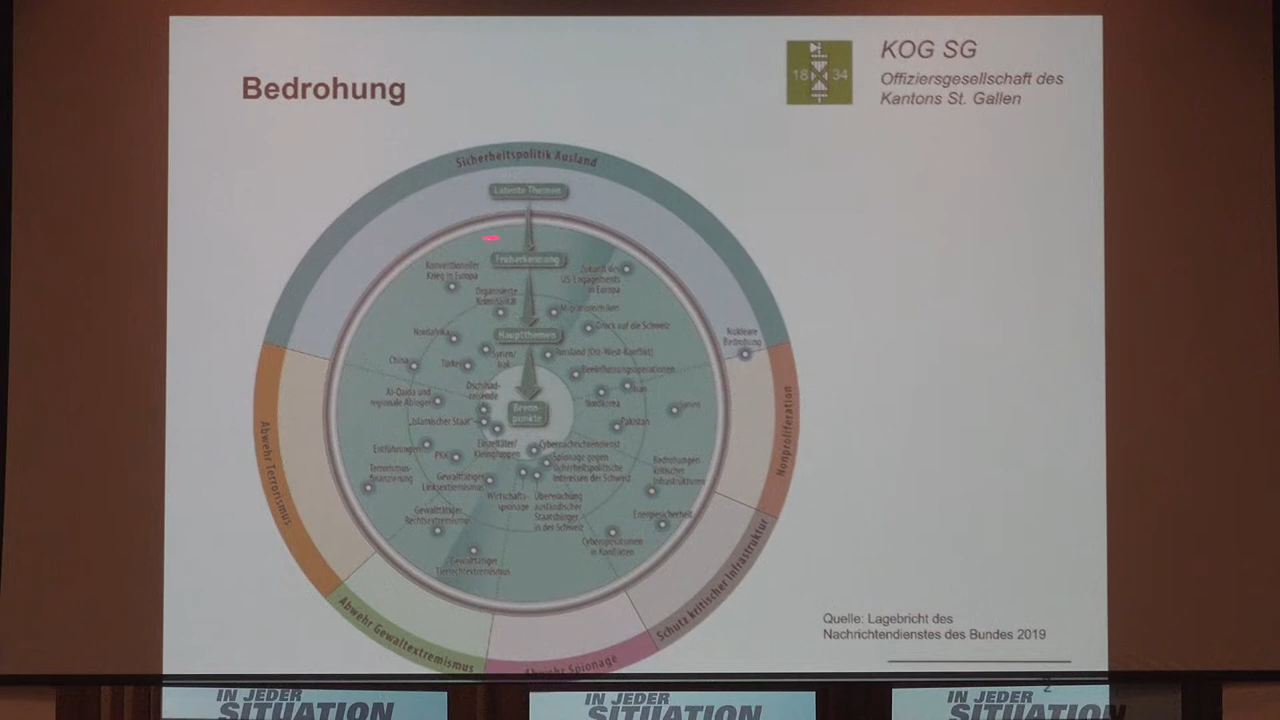 Bedrohung
18 34
KOG SG
Offiziersgesellschaft des
Kantons St. Gallen
Sicherheitspolitik Ausland
Latente Themen
Früherkennung
Konventioneller
Krieg in Europa
Zukunft des
US Engagements
in Europa
Organisierte
Kriminalität
Migrationsrisiken
Druck auf die Schweiz
Nordafrika
Hauptthemen
Nukleare
Bedrohung
China
Türkei
Syrien/
Irak
Russland (Ost-West-Konflikt)
Beeinflussungsoperationen
Iran
Al-Qaida und
regionale Ableger
Dschihad-
reisende
Nordkorea
Syrien
Brenn-
punkte
„Islamischer Staat“
Pakistan
Entführungen
PKK
Einzeltäter/
Kleingruppen
Cybernachrichtendienst
Spionage gegen
sicherheitspolitische
Interessen der Schweiz
Bedrohungen
kritischer
Infrastrukturen
Terrorismus-
finanzierung
Gewalttätiger
Linksextremismus
Wirtschafts-
spionage
Überwachung
ausländischer
Staatsbürger
in der Schweiz
Gewalttätiger
Rechtsextremismus
Energiesicherheit
Cyberoperationen
in Konflikten
Gewalttätiger
Tierrechtextremismus
Abwehr Terrorismus
Nonproliferation
Abwehr Gewaltextremismus
Abwehr Spionage
Schutz kritischer Infrastruktur
Quelle: Lagebricht des
Nachrichtendienstes des Bundes 2019
2
IN JEDER
SITUATION
IN JEDER
SITUATION
IN JEDER
SITUATION